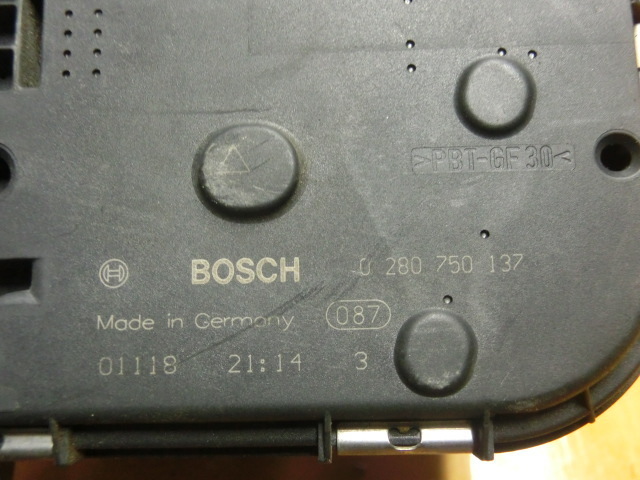 >PBT-GF30<
BOSCH 0 280 750 137
Made in Germany 087
01118 21:14 3